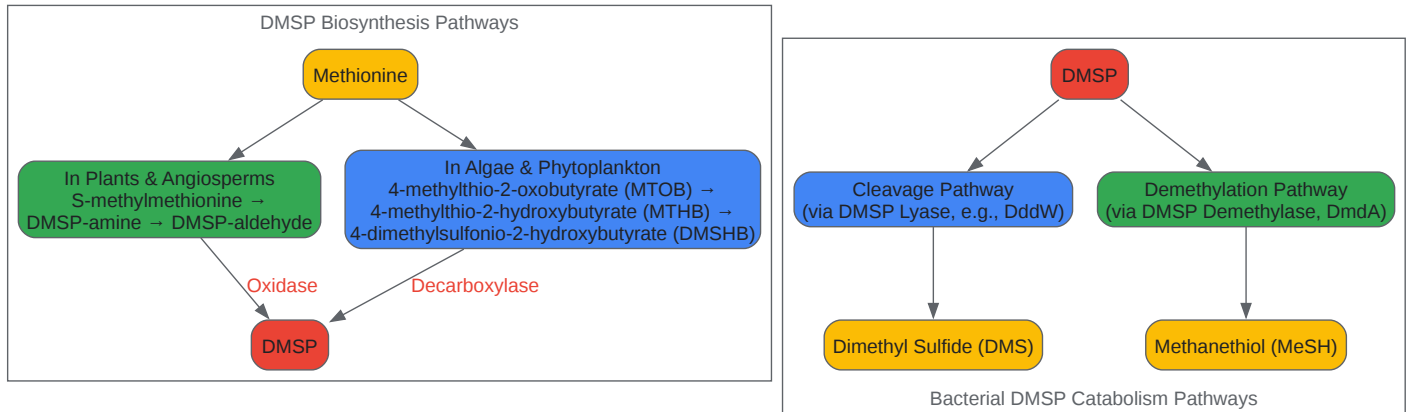 DMSP Biosynthesis Pathways
Methionine
In Plants & Angiosperms
S-methylmethionine →
DMSP-amine → DMSP-aldehyde
In Algae & Phytoplankton
4-methylthio-2-oxobutyrate (MTOB) →
4-methylthio-2-hydroxybutyrate (MTHB) →
4-dimethylsulfonio-2-hydroxybutyrate (DMSHB)
Oxidase
Decarboxylase
DMSP
DMSP
Cleavage Pathway
(via DMSP Lyase, e.g., DddW)
Demethylation Pathway
(via DMSP Demethylase, DmdA)
Dimethyl Sulfide (DMS)
Methanethiol (MeSH)
Bacterial DMSP Catabolism Pathways